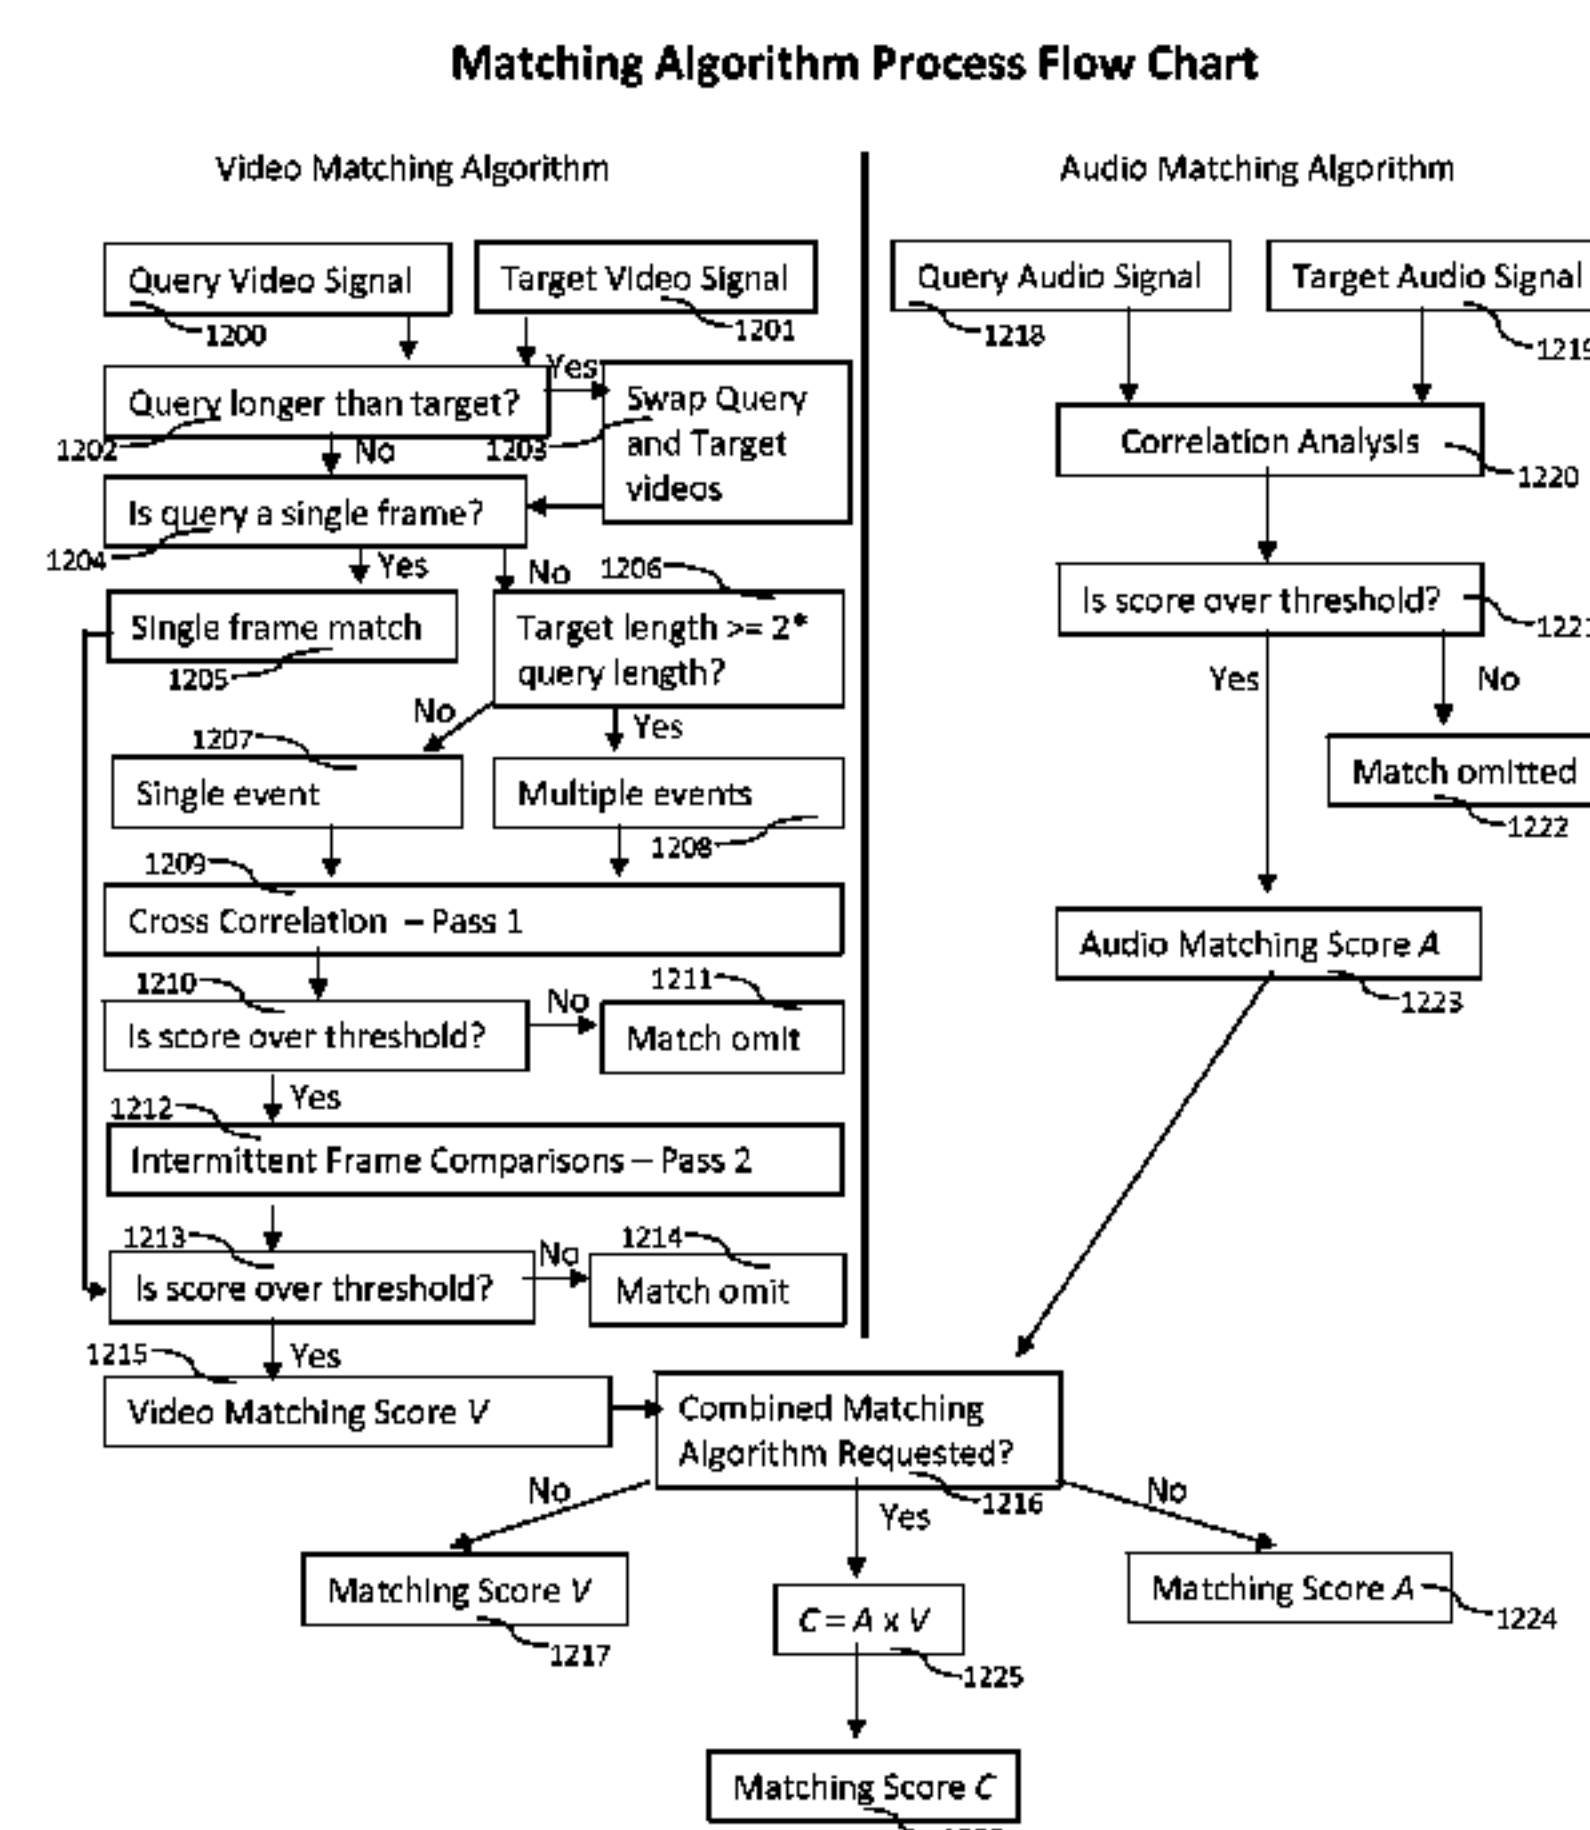 Matching Algorithm Process Flow Chart
Video Matching Algorithm
Query Video Signal
1200
Target Video Signal
1201
Query longer than target?
1202
Yes
No
Swap Query
and Target
videos
1203
Is query a single frame?
1204
Yes
No
Single frame match
1205
1206
Target length >= 2*
query length?
No
Yes
1207
Single event
Multiple events
1208
1209
Cross Correlation – Pass 1
1210
Is score over threshold?
No
1211
Match omit
Yes
1212
Intermittent Frame Comparisons – Pass 2
1213
Is score over threshold?
No
1214
Match omit
Yes
1215
Video Matching Score V
Audio Matching Algorithm
Query Audio Signal
1218
Target Audio Signal
1219
Correlation Analysis
1220
Is score over threshold?
1221
Yes
No
Match omitted
1222
Audio Matching Score A
1223
Combined Matching
Algorithm Requested?
1216
No
Yes
No
Matching Score V
1217
C = A x V
1225
Matching Score A
1224
Matching Score C